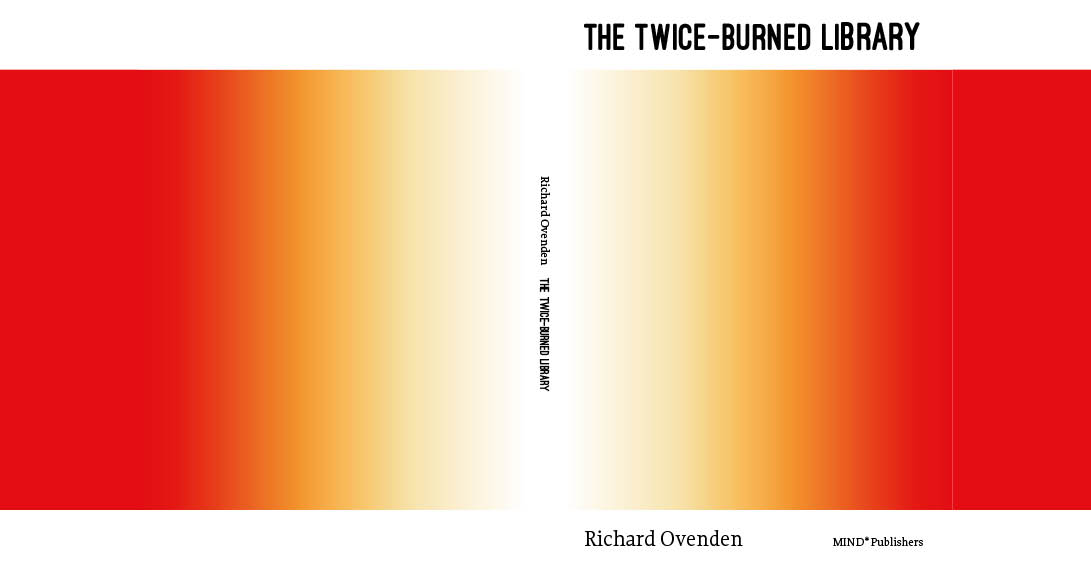 THE TWICE-BURNED LIBRARY
Richard Ovenden THE TWICE-BURNED LIBRARY
Richard Ovenden
MIND*Publishers